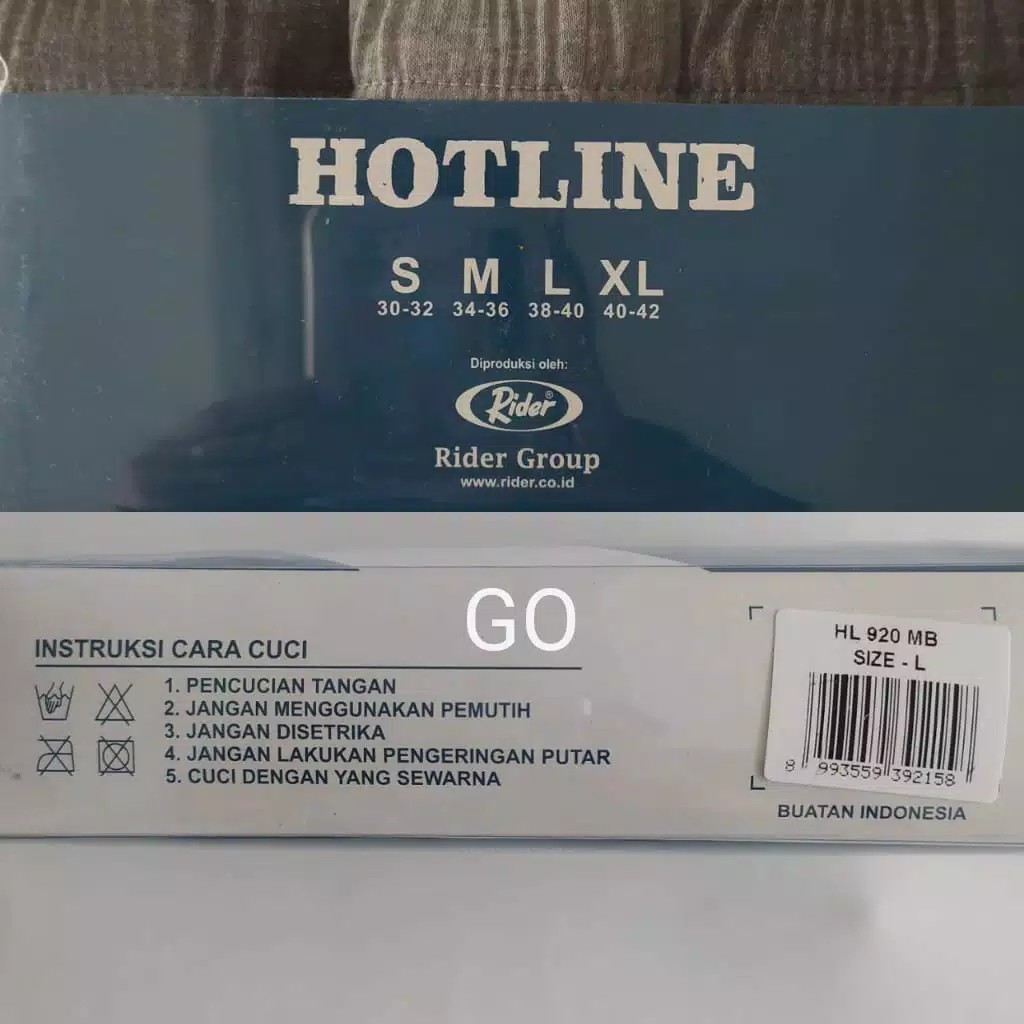 HOTLINE
S M L XL
30-32 34-36 38-40 40-42
Diproduksi oleh:
Rider®
Rider Group
www.rider.co.id
GO
INSTRUKSI CARA CUCI
1. PENCUCIAN TANGAN
2. JANGAN MENGGUNAKAN PEMUTIH
3. JANGAN DISETRIKA
4. JANGAN LAKUKAN PENGERINGAN PUTAR
5. CUCI DENGAN YANG SEWARNA
HL 920 MB
SIZE - L
8 993559 392158
BUATAN INDONESIA